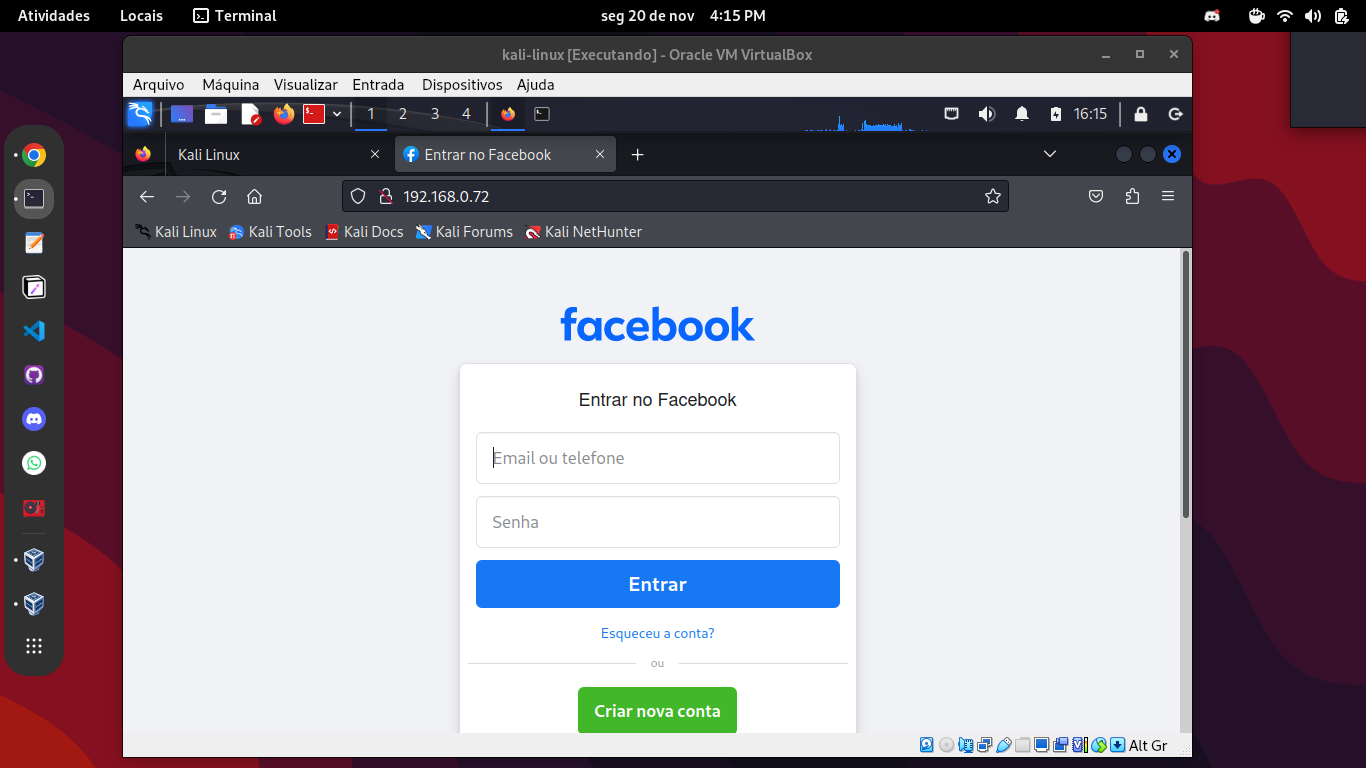 Atividades Locais Terminal seg 20 de nov 4:15 PM
kali-linux [Executando] - Oracle VM VirtualBox
Arquivo Máquina Visualizar Entrada Dispositivos Ajuda
1 2 3 4 16:15
Kali Linux Entrar no Facebook
192.168.0.72
Kali Linux Kali Tools Kali Docs Kali Forums Kali NetHunter
facebook
Entrar no Facebook
Email ou telefone
Senha
Entrar
Esqueceu a conta?
ou
Criar nova conta
Alt Gr